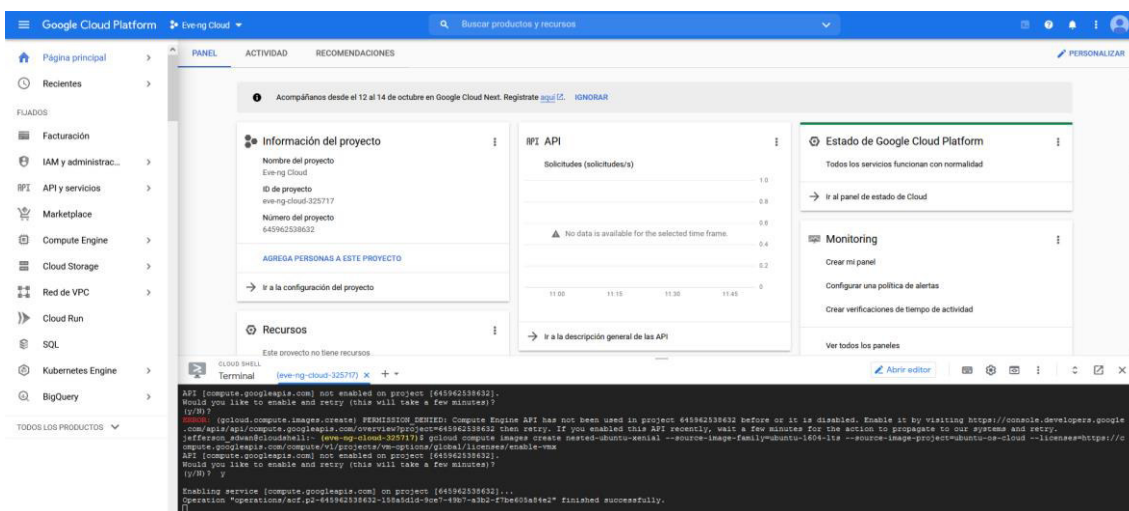 Google Cloud Platform
Eve-ng Cloud
Buscar productos y recursos
Página principal
Recientes
FIJADOS
Facturación
IAM y administrac...
API y servicios
Marketplace
Compute Engine
Cloud Storage
Red de VPC
Cloud Run
SQL
Kubernetes Engine
BigQuery
TODOS LOS PRODUCTOS
PANEL ACTIVIDAD RECOMENDACIONES
PERSONALIZAR
Acompáñanos desde el 12 al 14 de octubre en Google Cloud Next. Regístrate aquí. IGNORAR
Información del proyecto
Nombre del proyecto
Eve-ng Cloud
ID de proyecto
eve-ng-cloud-325717
Número del proyecto
645962538632
AGREGA PERSONAS A ESTE PROYECTO
Ir a la configuración del proyecto
Recursos
Este proyecto no tiene recursos
API API
Solicitudes (solicitudes/s)
1.0
0.8
0.6
No data is available for the selected time frame.
0.4
0.2
0
11:00 11:15 11:30 11:45
Ir a la descripción general de las API
Estado de Google Cloud Platform
Todos los servicios funcionan con normalidad
Ir al panel de estado de Cloud
Monitoring
Crear mi panel
Configurar una política de alertas
Crear verificaciones de tiempo de actividad
Ver todos los paneles
CLOUD SHELL
Terminal (eve-ng-cloud-325717) x + Abrir editor
API [compute.googleapis.com] not enabled on project [645962538632].
Would you like to enable and retry (this will take a few minutes)?
(y/N)?
ERROR: (gcloud.compute.images.create) PERMISSION_DENIED: Compute Engine API has not been used in project 645962538632 before or it is disabled. Enable it by visiting https://console.developers.google
.com/apis/api/compute.googleapis.com/overview?project=645962538632 then retry. If you enabled this API recently, wait a few minutes for the action to propagate to our systems and retry.
jefferson_sdwan@cloudshell:~ (eve-ng-cloud-325717)$ gcloud compute images create nested-ubuntu-xenial --source-image-family=ubuntu-1604-lts --source-image-project=ubuntu-os-cloud --licenses=https://c
ompute.googleapis.com/compute/v1/projects/vm-options/global/licenses/enable-vmx
API [compute.googleapis.com] not enabled on project [645962538632].
Would you like to enable and retry (this will take a few minutes)?
(y/N)? y
Enabling service [compute.googleapis.com] on project [645962538632]...
Operation "operations/acf.p2-645962538632-158a5d1d-9ce7-49b7-a3b2-f7be605a84e2" finished successfully.